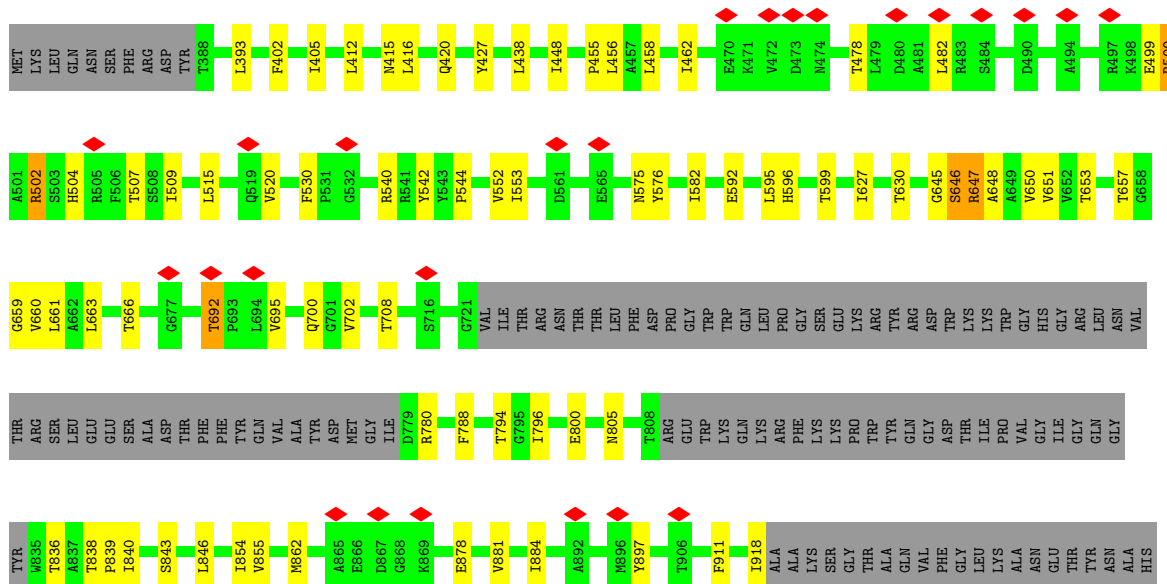 MET LYS LEU GLN ASN SER PHE ARG ASP TYR T388 L393 F402 I405 L412 N415 L416 Q420 Y427 L438 I448 P455 L456 A457 L458 I462 E470 K471 V472 D473 N474 T478 L479 D480 A481 L482 R483 S484 D490 A494 R497 K498 E499
A501 R502 S503 H504 R505 F506 T507 S508 I509 L515 Q519 V520 F530 P531 G532 R540 R541 Y542 Y543 P544 V552 I553 D561 E565 N575 Y576 I582 E592 L595 H596 T599 I627 T630 G645 S646 R647 A648 A649 V650 V651 V652 T653 T657 G658
G659 V660 L661 A662 L663 T666 G677 T692 P693 L694 V695 Q700 G701 V702 T708 S716 G721 VAL ILE THR ARG ASN THR THR LEU PHE ASP PRO GLY TRP TRP GLN LEU PRO GLY SER GLU LYS ARG TYR ARG ASP TRP LYS LYS TRP GLY HIS GLY ARG LEU ASN VAL
THR ARG SER LEU GLU GLU SER ALA ASP THR PHE PHE TYR GLN VAL ALA TYR ASP MET GLY ILE D779 R780 F788 T794 G795 I796 E800 N805 T808 ARG GLU TRP LYS GLN LYS ARG PHE LYS LYS PRO TRP TYR GLN GLY ASP THR ILE PRO VAL GLY ILE GLY GLN GLY
TYR W835 T836 A837 T838 P839 I840 S843 L846 I854 V855 M862 A865 E866 D867 G868 K869 E878 V881 I884 A892 M896 Y897 T906 F911 I918 ALA ALA LYS SER GLY THR ALA GLN VAL PHE GLY LEU LYS ALA ASN GLU THR TYR ASN ALA HIS